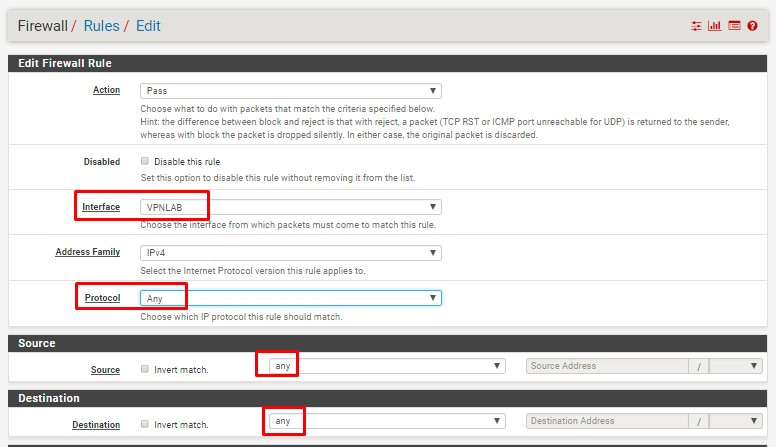 Firewall / Rules / Edit
Edit Firewall Rule
Action Pass
Choose what to do with packets that match the criteria specified below.
Hint: the difference between block and reject is that with reject, a packet (TCP RST or ICMP port unreachable for UDP) is returned to the sender,
whereas with block the packet is dropped silently. In either case, the original packet is discarded.
Disabled Disable this rule
Set this option to disable this rule without removing it from the list.
Interface VPNLAB
Choose the interface from which packets must come to match this rule.
Address Family IPv4
Select the Internet Protocol version this rule applies to.
Protocol Any
Choose which IP protocol this rule should match.
Source
Source Invert match. any Source Address /
Destination
Destination Invert match. any Destination Address /